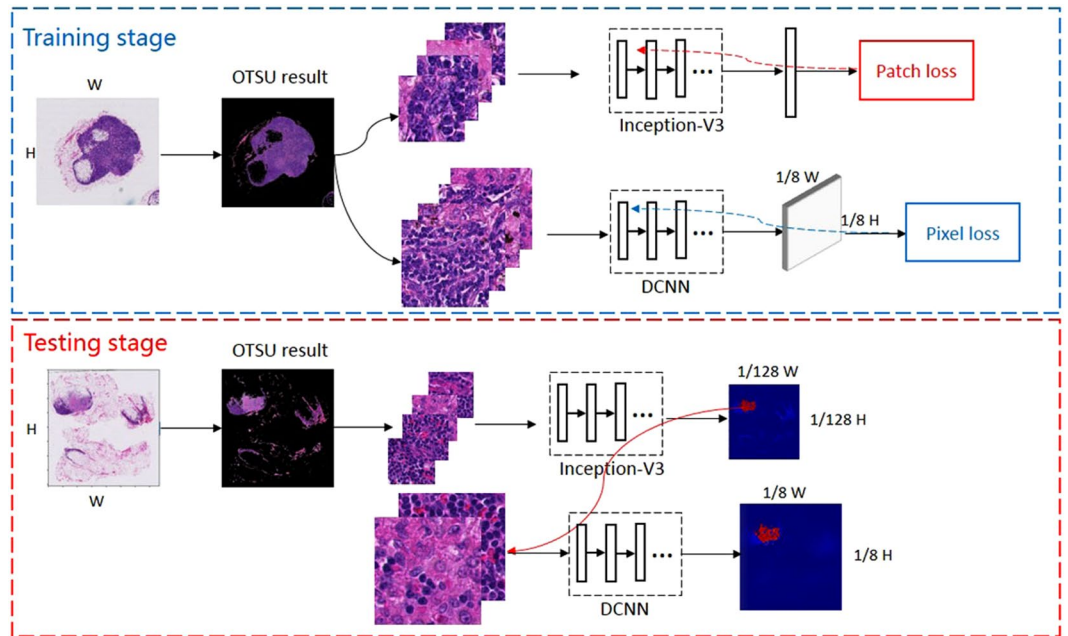 Training stage
W
OTSU result
H
Inception-V3
Patch loss
1/8 W
1/8 H
Pixel loss
DCNN
Testing stage
OTSU result
H
W
Inception-V3
1/128 W
1/128 H
1/8 W
1/8 H
DCNN